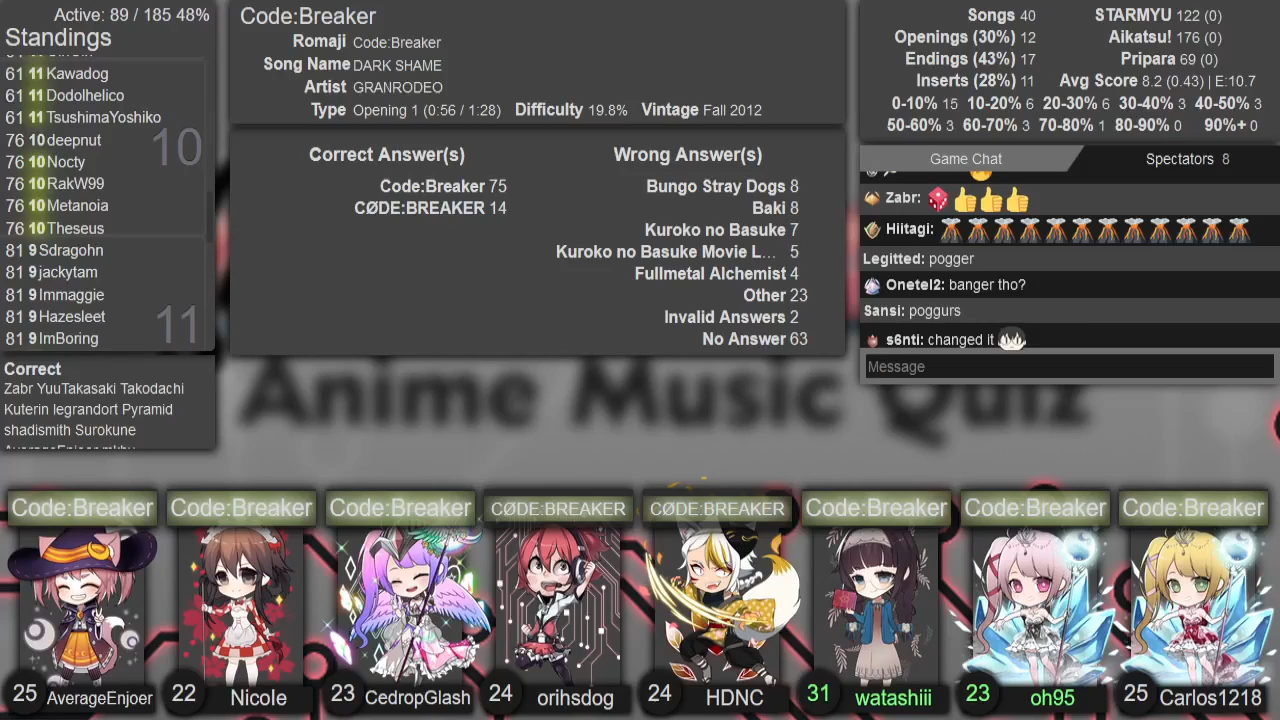 Active: 89 / 185 48%
Standings
61 11 Kawadog
61 11 Dodolhelico
61 11 TsushimaYoshiko
76 10 deepnut
76 10 Nocty
76 10 RakW99
76 10 Metanoia
76 10 Theseus
10
81 9 Sdragohn
81 9 jackytam
81 9 Immaggie
81 9 Hazesleet
81 9 ImBoring
11
Correct
Zabr YuuTakasaki Takodachi
Kuterin legrandort Pyramid
shadismith Surokune
Code:Breaker
Romaji Code:Breaker
Song Name DARK SHAME
Artist GRANRODEO
Type Opening 1 (0:56 / 1:28) Difficulty 19.8% Vintage Fall 2012
Correct Answer(s)
Code:Breaker 75
CØDE:BREAKER 14
Wrong Answer(s)
Bungo Stray Dogs 8
Baki 8
Kuroko no Basuke 7
Kuroko no Basuke Movie L... 5
Fullmetal Alchemist 4
Other 23
Invalid Answers 2
No Answer 63
Songs 40 STARMYU 122 (0)
Openings (30%) 12 Aikatsu! 176 (0)
Endings (43%) 17 Pripara 69 (0)
Inserts (28%) 11 Avg Score 8.2 (0.43) | E:10.7
0-10% 15 10-20% 6 20-30% 6 30-40% 3 40-50% 3
50-60% 3 60-70% 3 70-80% 1 80-90% 0 90%+ 0
Game Chat Spectators 8
Zabr:
Hiitagi:
Legitted: pogger
Onetel2: banger tho?
Sansi: poggurs
s6nti: changed it
Message
Anime Music Quiz
Code:Breaker Code:Breaker Code:Breaker CØDE:BREAKER CØDE:BREAKER Code:Breaker Code:Breaker Code:Breaker
25 AverageEnjoer 22 Nicole 23 CedropGlash 24 orihsdog 24 HDNC 31 watashiii 23 oh95 25 Carlos1218